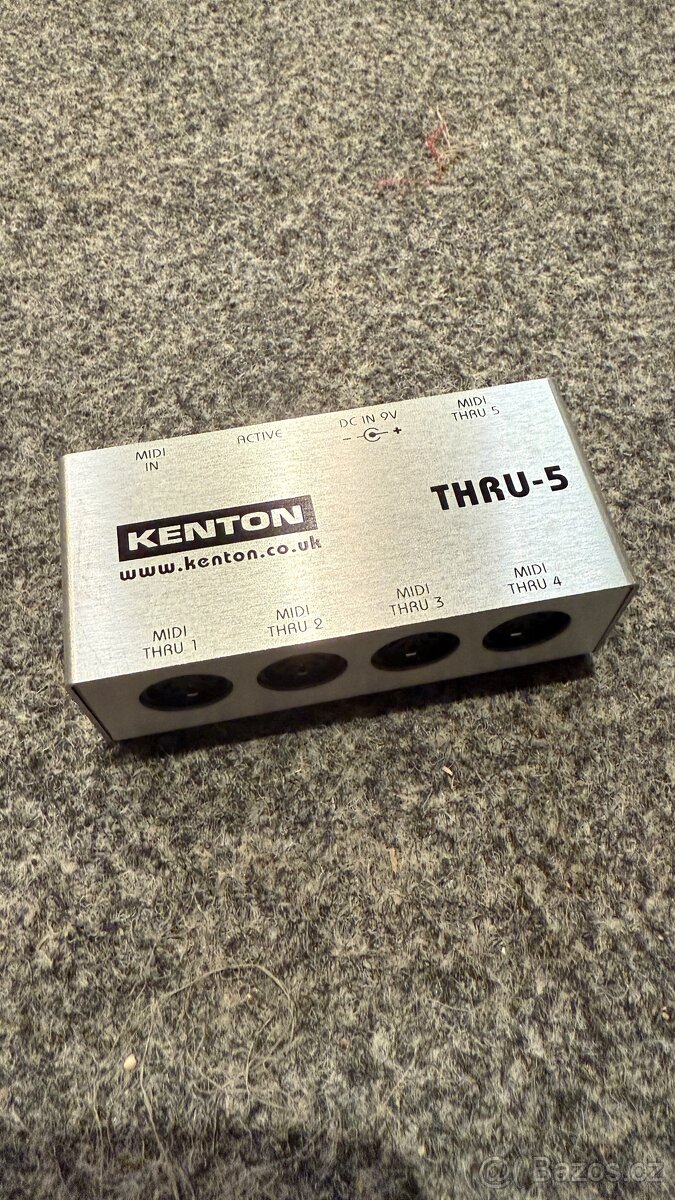 MIDI
IN
ACTIVE
DC IN 9V
- +
MIDI
THRU 5
KENTON
www.kenton.co.uk
THRU-5
MIDI
THRU 1
MIDI
THRU 2
MIDI
THRU 3
MIDI
THRU 4
Bazos.cz